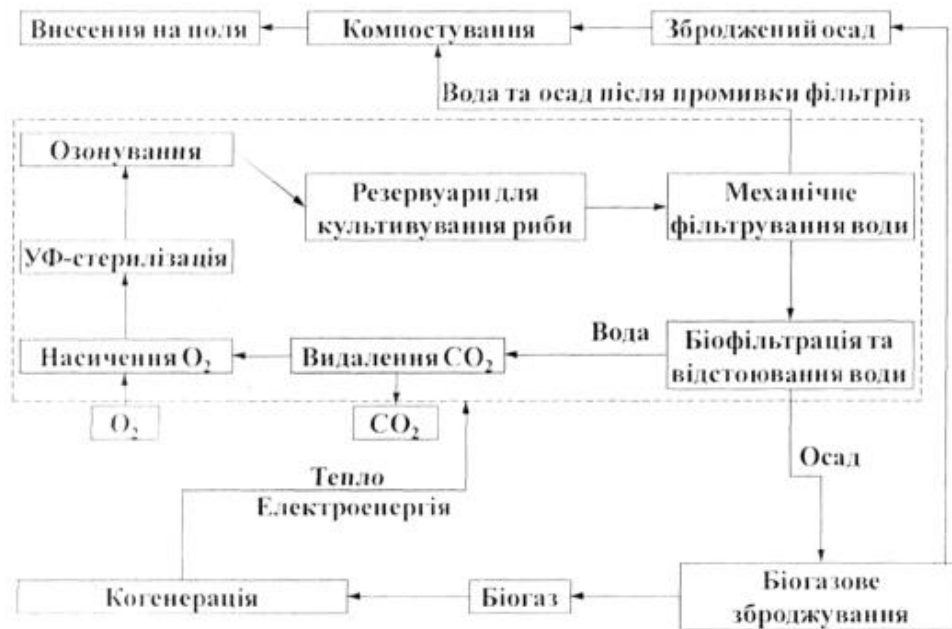 Внесення на поля
Компостування
Зброджений осад
Вода та осад після промивки фільтрів
Озонування
Резервуари для
культивування риби
Механічне
фільтрування води
УФ-стерилізація
Вода
Насичення O₂
Видалення CO₂
Біофільтрація та
відстоювання води
O₂
CO₂
Осад
Тепло
Електроенергія
Когенерація
Біогаз
Біогазове
зброджування